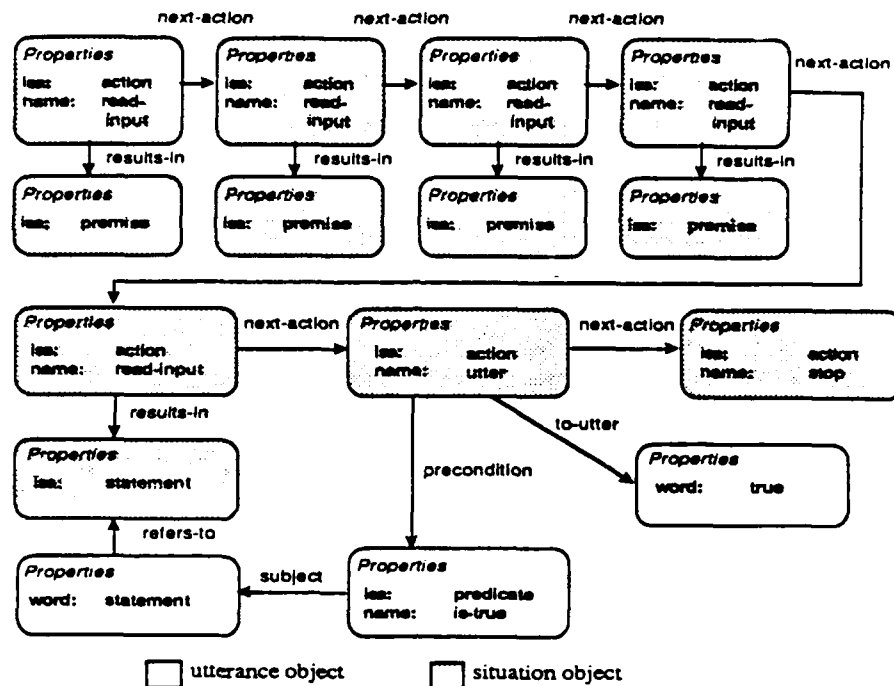 next-action next-action next-action
Properties Properties Properties Properties
isa: action isa: action isa: action isa: action next-action
name: read- name: read- name: read- name: read-
input input input input
results-in results-in results-in results-in
Properties Properties Properties Properties
isa: premise isa: premise isa: premise isa: premise
Properties next-action Properties next-action Properties
isa: action isa: action isa: action
name: read-input name: utter name: stop
results-in
to-utter
Properties
isa: statement
precondition
Properties
word: true
refers-to
Properties subject Properties
word: statement isa: predicate
name: is-true
utterance object situation object